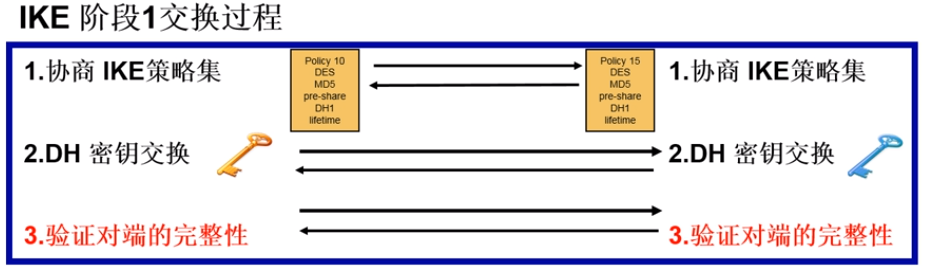 IKE 阶段1交换过程
1.协商 IKE策略集
Policy 10
DES
MD5
pre-share
DH1
lifetime
Policy 15
DES
MD5
pre-share
DH1
lifetime
1.协商 IKE策略集
2.DH 密钥交换
2.DH 密钥交换
3.验证对端的完整性
3.验证对端的完整性